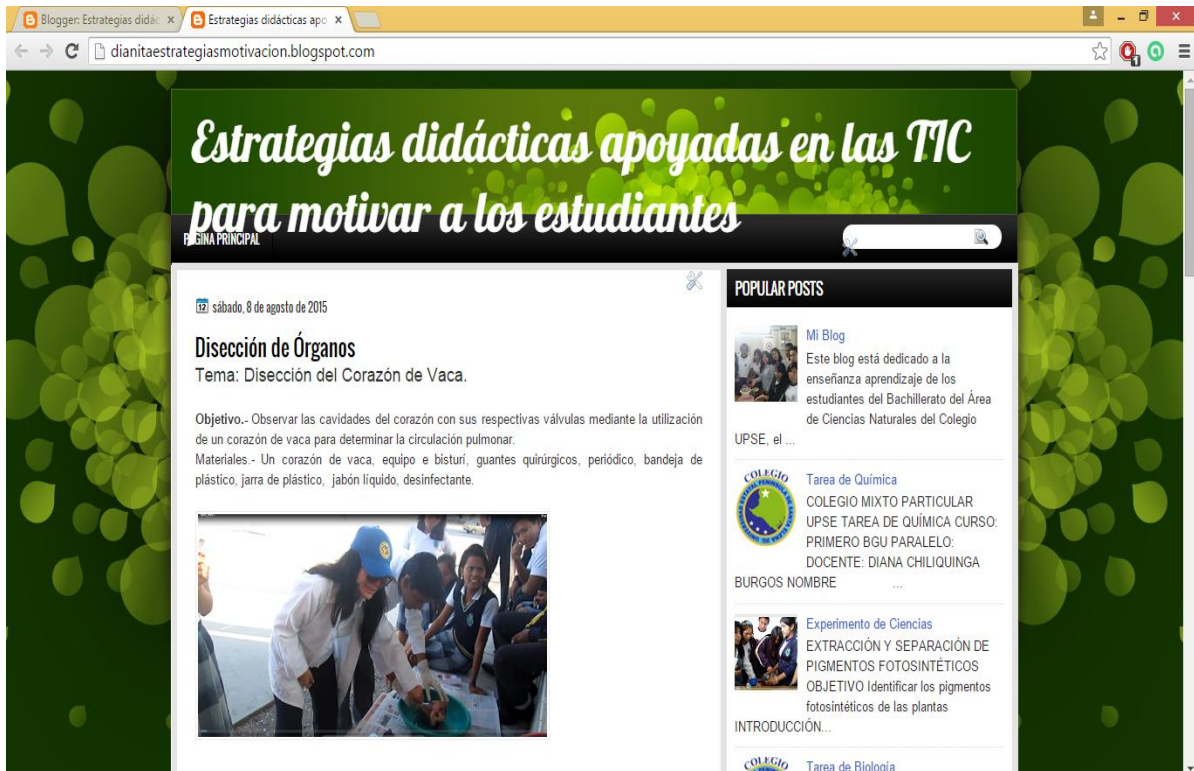 Blogger: Estrategias didác
Estrategias didácticas apo
dianitaestrategiasmotivacion.blogspot.com
1
Estrategias didácticas apoyadas en las TIC
para motivar a los estudiantes
PÁGINA PRINCIPAL
12 sábado, 8 de agosto de 2015
Disección de Órganos
Tema: Disección del Corazón de Vaca.
Objetivo.- Observar las cavidades del corazón con sus respectivas válvulas mediante la utilización
de un corazón de vaca para determinar la circulación pulmonar.
Materiales.- Un corazón de vaca, equipo e bisturí, guantes quirúrgicos, periódico, bandeja de
plástico, jarra de plástico, jabón líquido, desinfectante.
POPULAR POSTS
Mi Blog
Este blog está dedicado a la
enseñanza aprendizaje de los
estudiantes del Bachillerato del Área
de Ciencias Naturales del Colegio
UPSE, el ...
COLEGIO
Tarea de Química
COLEGIO MIXTO PARTICULAR
UPSE TAREA DE QUÍMICA CURSO:
PRIMERO BGU PARALELO:
DOCENTE: DIANA CHILIQUINGA
BURGOS NOMBRE ...
Experimento de Ciencias
EXTRACCIÓN Y SEPARACIÓN DE
PIGMENTOS FOTOSINTÉTICOS
OBJETIVO Identificar los pigmentos
fotosintéticos de las plantas
INTRODUCCIÓN...
COLEGIO
Tarea de Biología